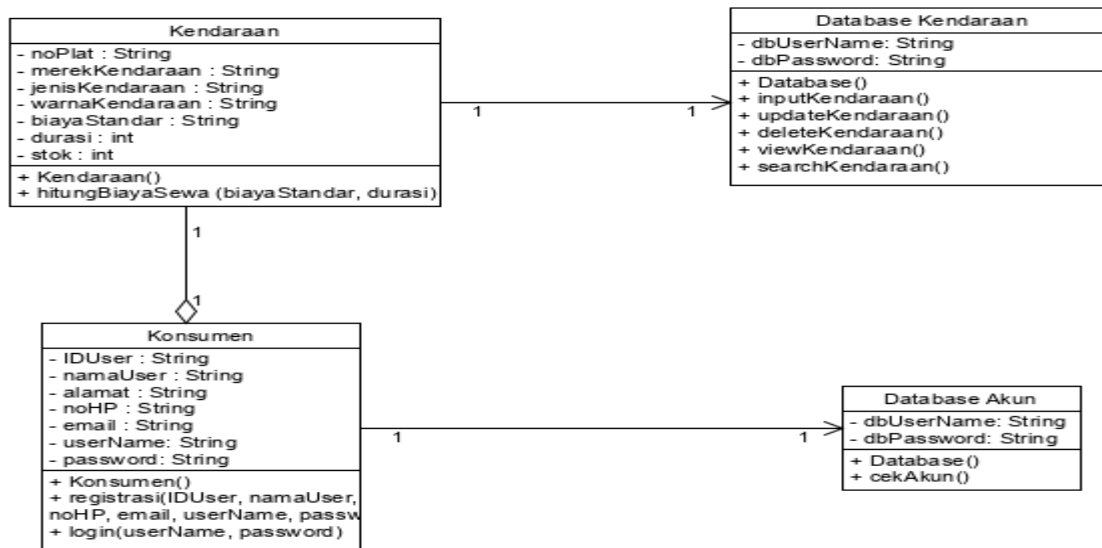 Kendaraan
- noPlat : String
- merekKendaraan : String
- jenisKendaraan : String
- warnaKendaraan : String
- biayaStandar : String
- durasi : int
- stok : int
+ Kendaraan()
+ hitungBiayaSewa (biayaStandar, durasi)
1
1
Database Kendaraan
- dbUserName: String
- dbPassword: String
+ Database()
+ inputKendaraan()
+ updateKendaraan()
+ deleteKendaraan()
+ viewKendaraan()
+ searchKendaraan()
1
1
Konsumen
- IDUser : String
- namaUser : String
- alamat : String
- noHP : String
- email : String
- userName: String
- password: String
+ Konsumen()
+ registrasi(IDUser, namaUser,
noHP, email, userName, passw
+ login(userName, password)
1
1
Database Akun
- dbUserName: String
- dbPassword: String
+ Database()
+ cekAkun()